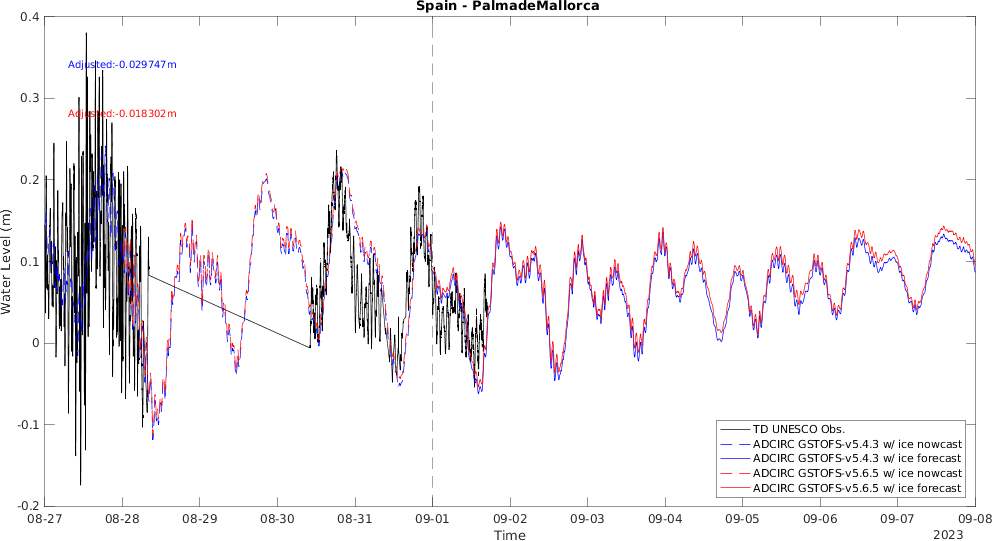 Spain - PalmadeMallorca
Water Level (m)
0.4
0.3
0.2
0.1
0
-0.1
-0.2
Adjusted:-0.029747m
Adjusted:-0.018302m
TD UNESCO Obs.
ADCIRC GSTOFS-v5.4.3 w/ ice nowcast
ADCIRC GSTOFS-v5.4.3 w/ ice forecast
ADCIRC GSTOFS-v5.6.5 w/ ice nowcast
ADCIRC GSTOFS-v5.6.5 w/ ice forecast
08-27 08-28 08-29 08-30 08-31 09-01 09-02 09-03 09-04 09-05 09-06 09-07 09-08
Time
2023